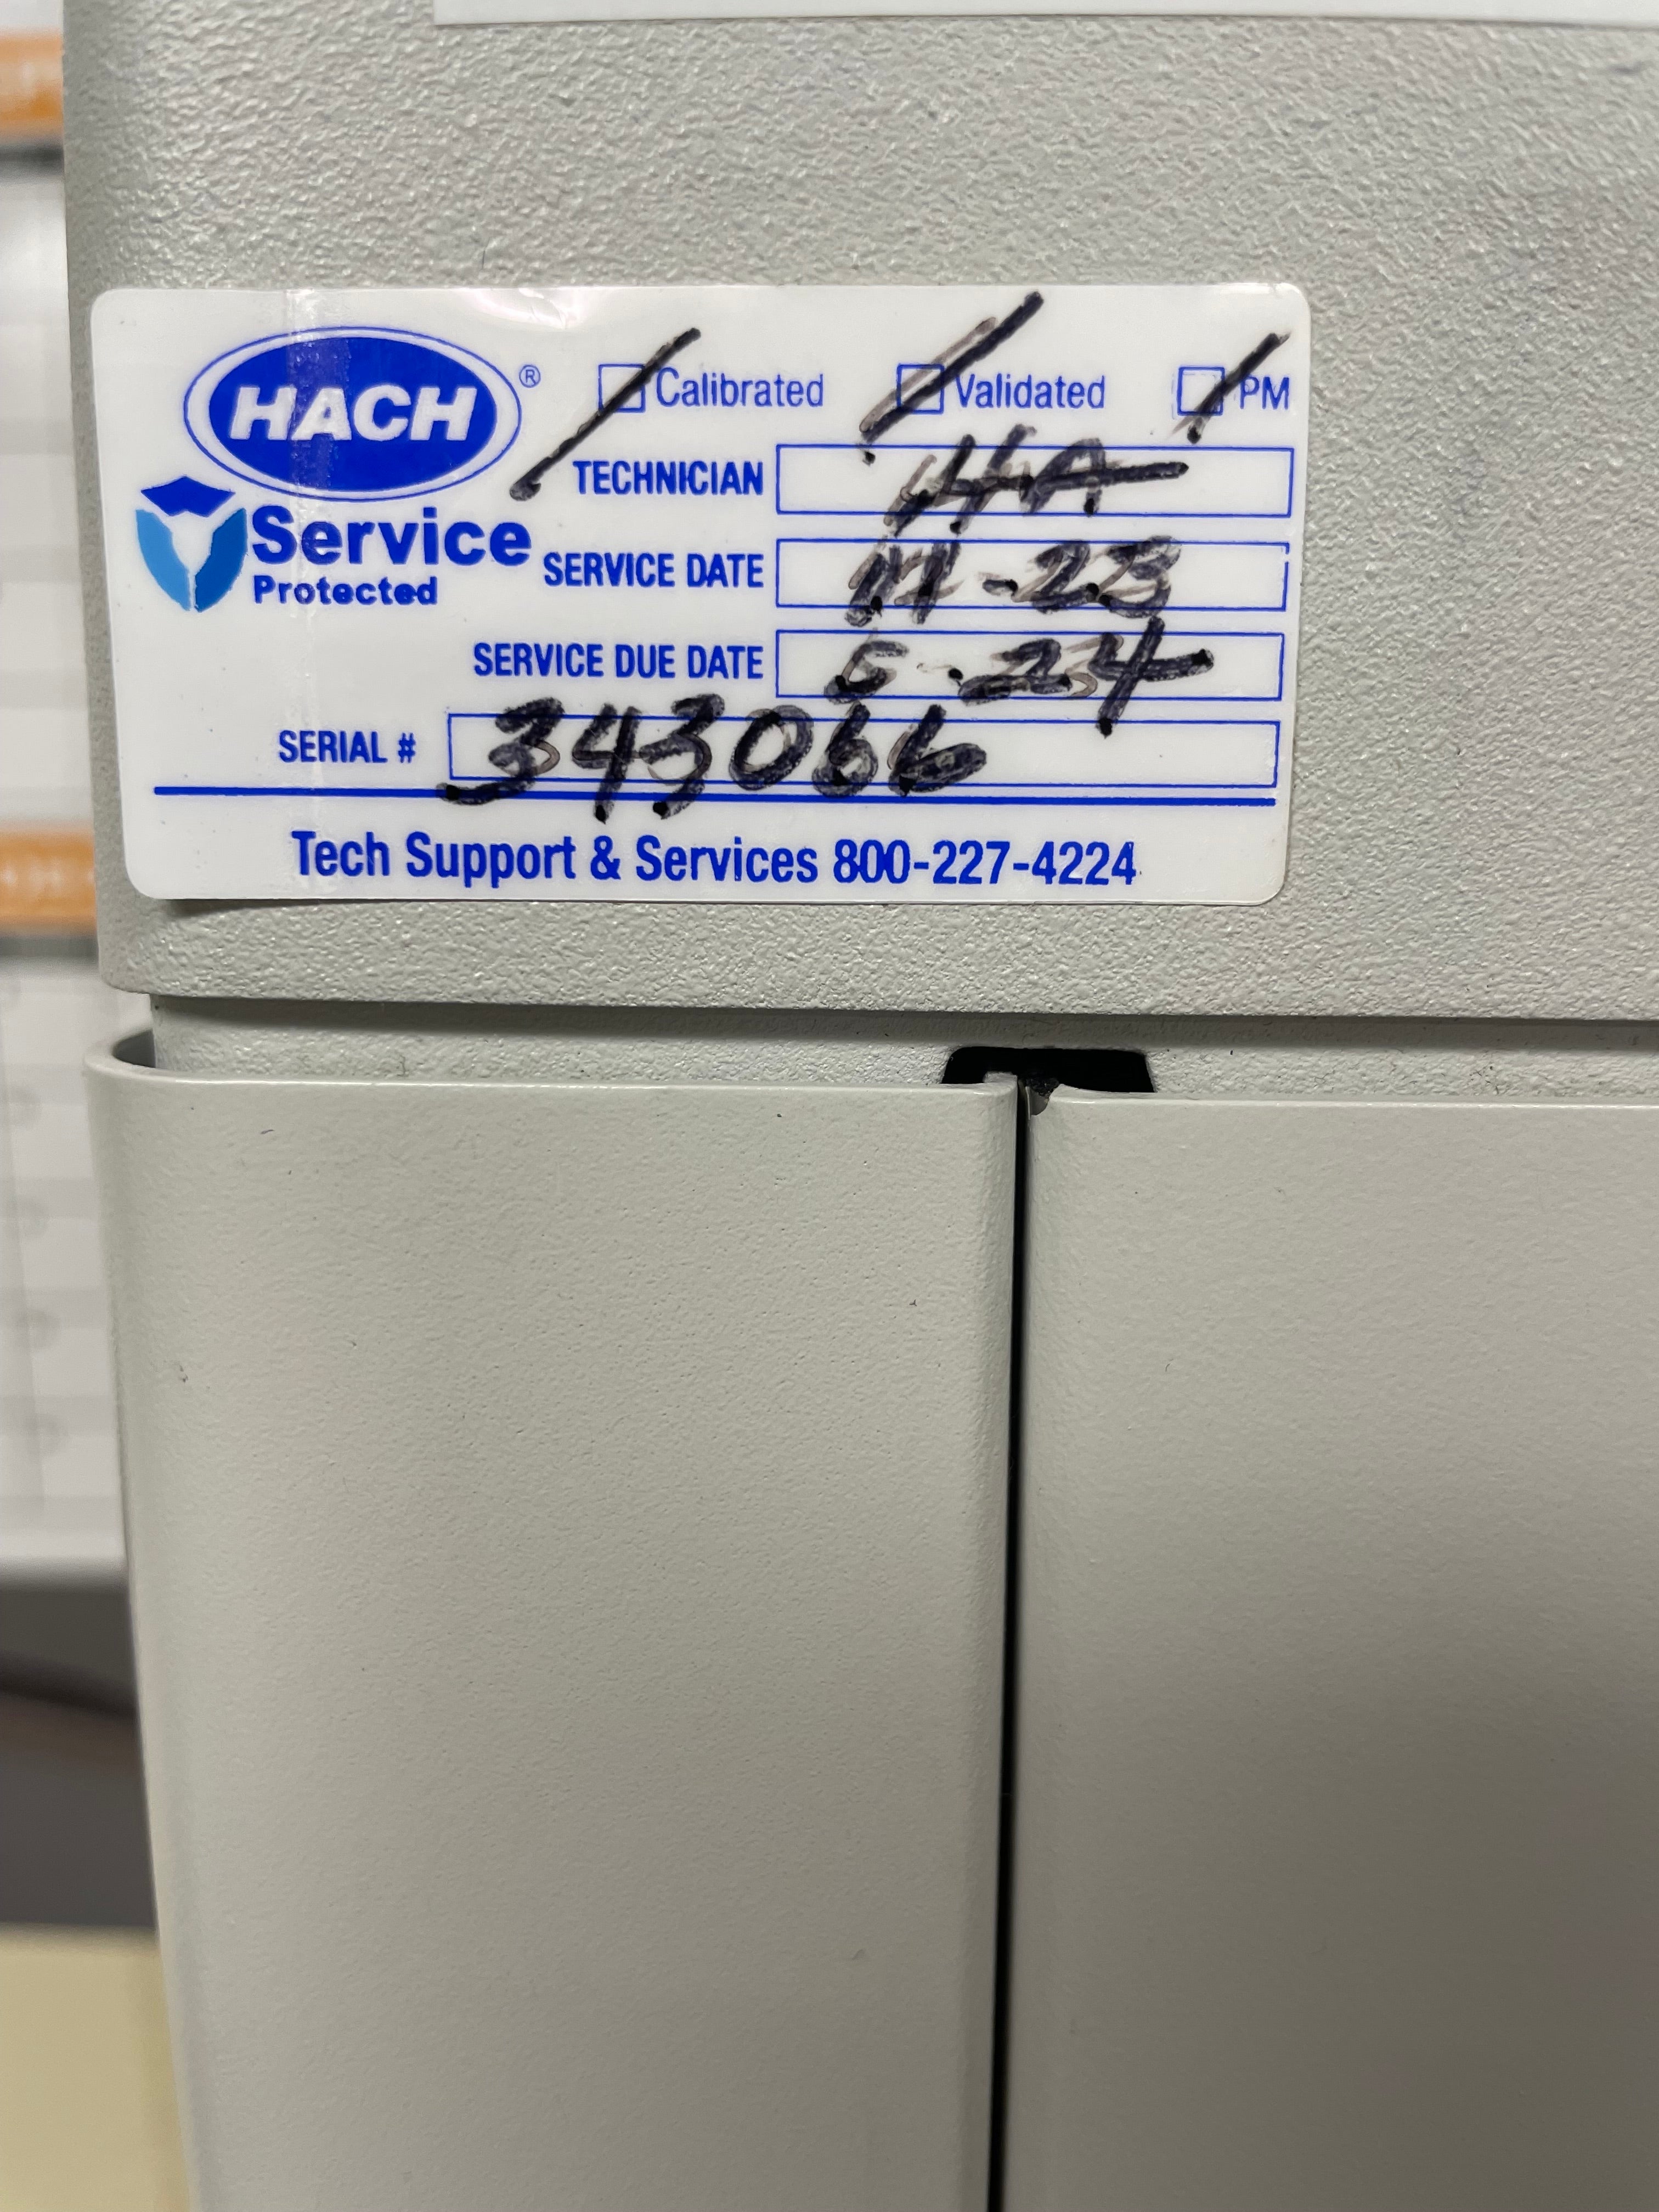 HACH®
Service
Protected
Calibrated Validated PM
TECHNICIAN HA
SERVICE DATE 11-23
SERVICE DUE DATE 5-24
SERIAL # 343066
Tech Support & Services 800-227-4224